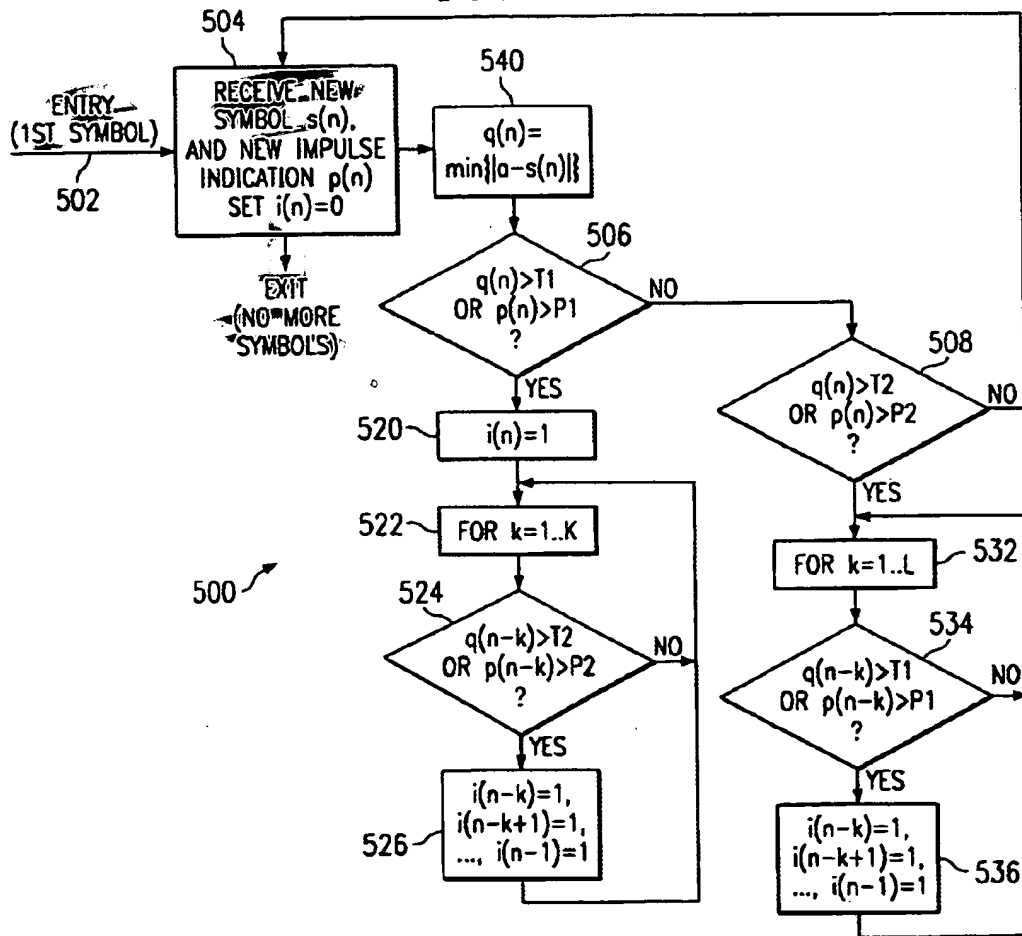 504
ENTRY
(1ST SYMBOL)
502
RECEIVE NEW
SYMBOL s(n),
AND NEW IMPULSE
INDICATION p(n)
SET i(n)=0
EXIT
(NO MORE
SYMBOLS)
540
q(n)=
min{|a-s(n)|}
506
q(n)>T1
OR p(n)>P1
?
NO
YES
508
q(n)>T2
OR p(n)>P2
?
NO
YES
520
i(n)=1
522
FOR k=1..K
500
524
q(n-k)>T2
OR p(n-k)>P2
?
NO
YES
526
i(n-k)=1,
i(n-k+1)=1,
..., i(n-1)=1
FOR k=1..L
532
534
q(n-k)>T1
OR p(n-k)>P1
?
NO
YES
i(n-k)=1,
i(n-k+1)=1,
..., i(n-1)=1
536